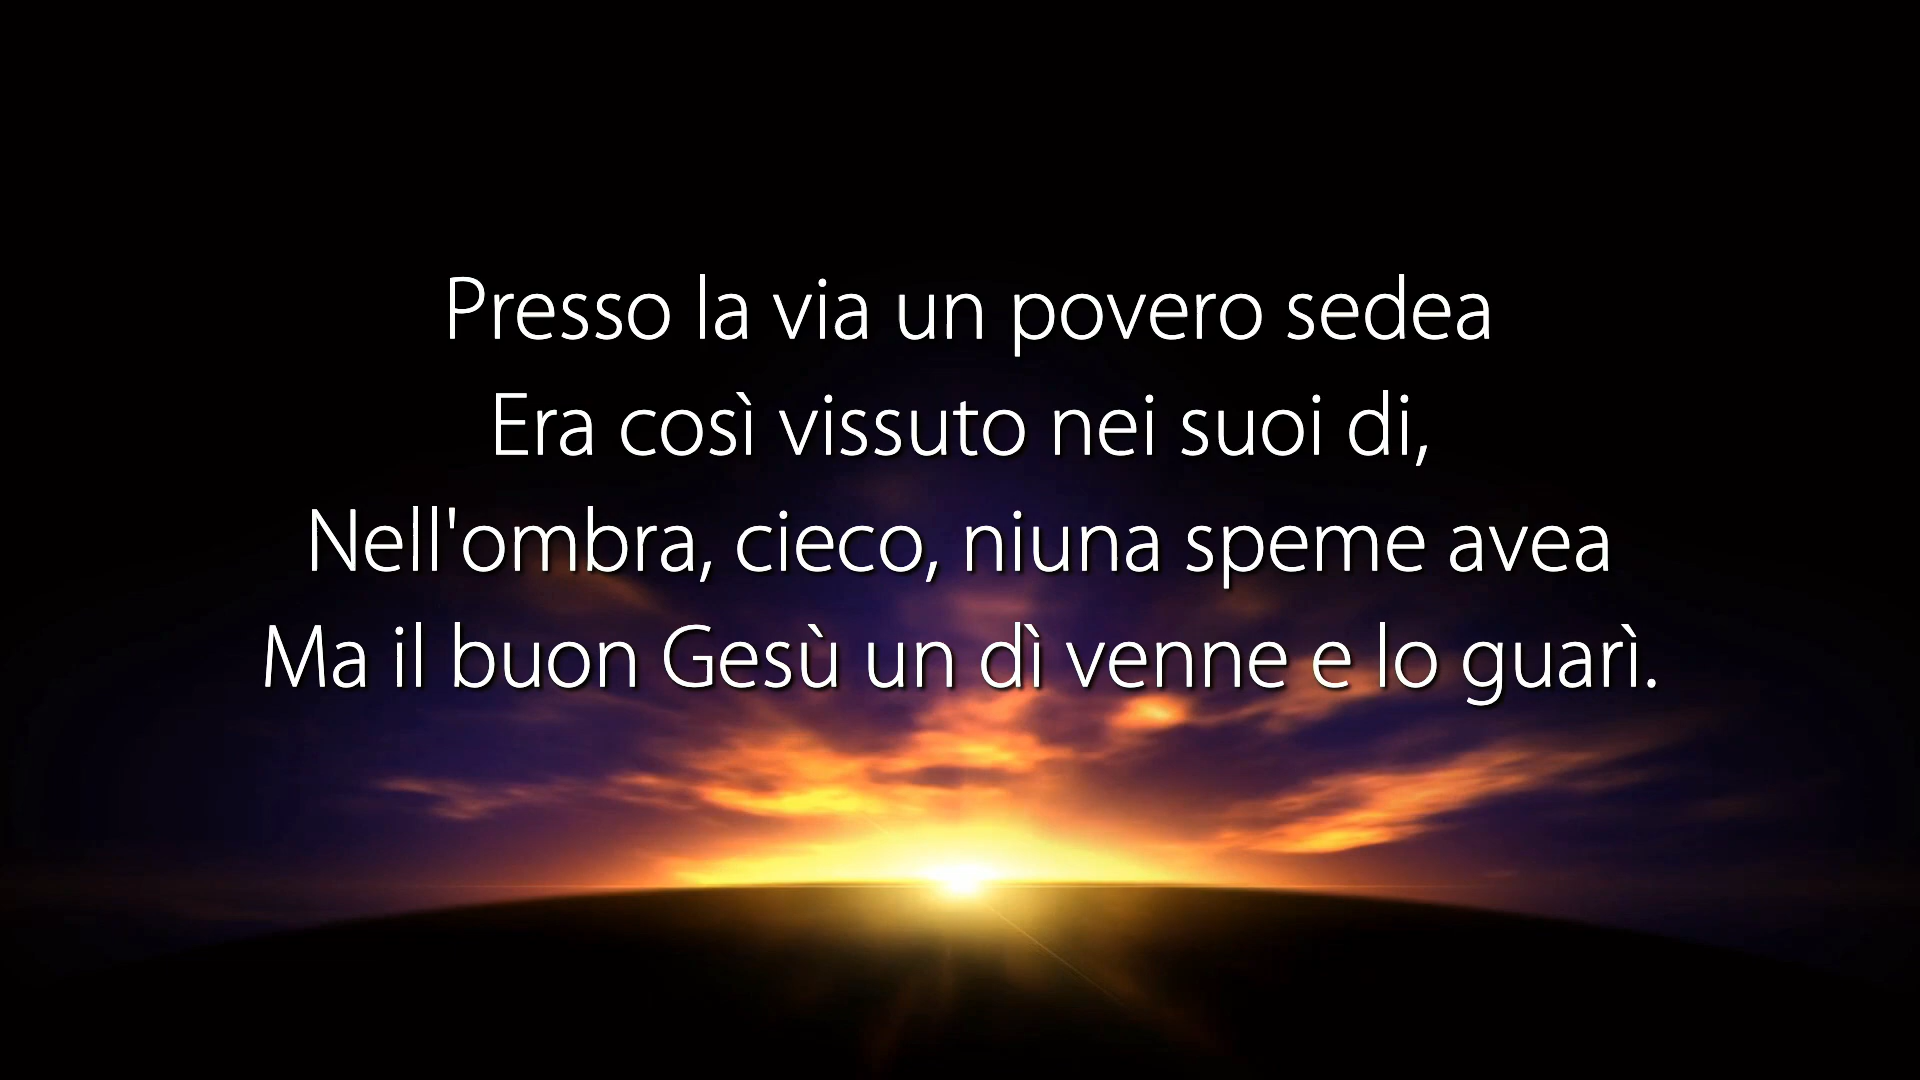 Presso la via un povero sedea
Era così vissuto nei suoi di,
Nell'ombra, cieco, niuna speme avea
Ma il buon Gesù un dì venne e lo guarì.